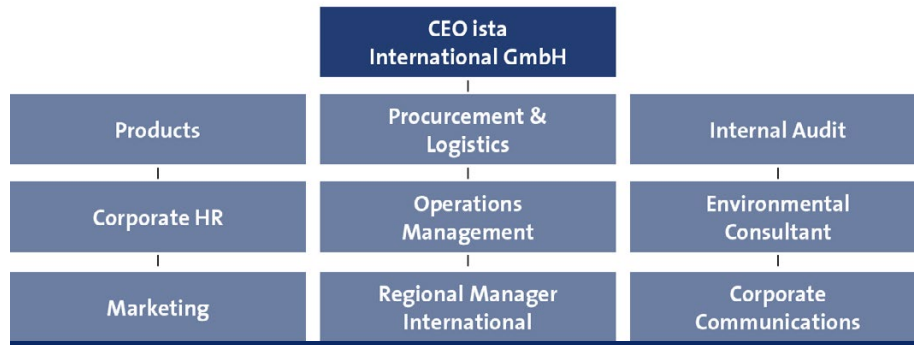 CEO ista
International GmbH
Products
Procurcement &
Logistics
Internal Audit
Corporate HR
Operations
Management
Environmental
Consultant
Marketing
Regional Manager
International
Corporate
Communications